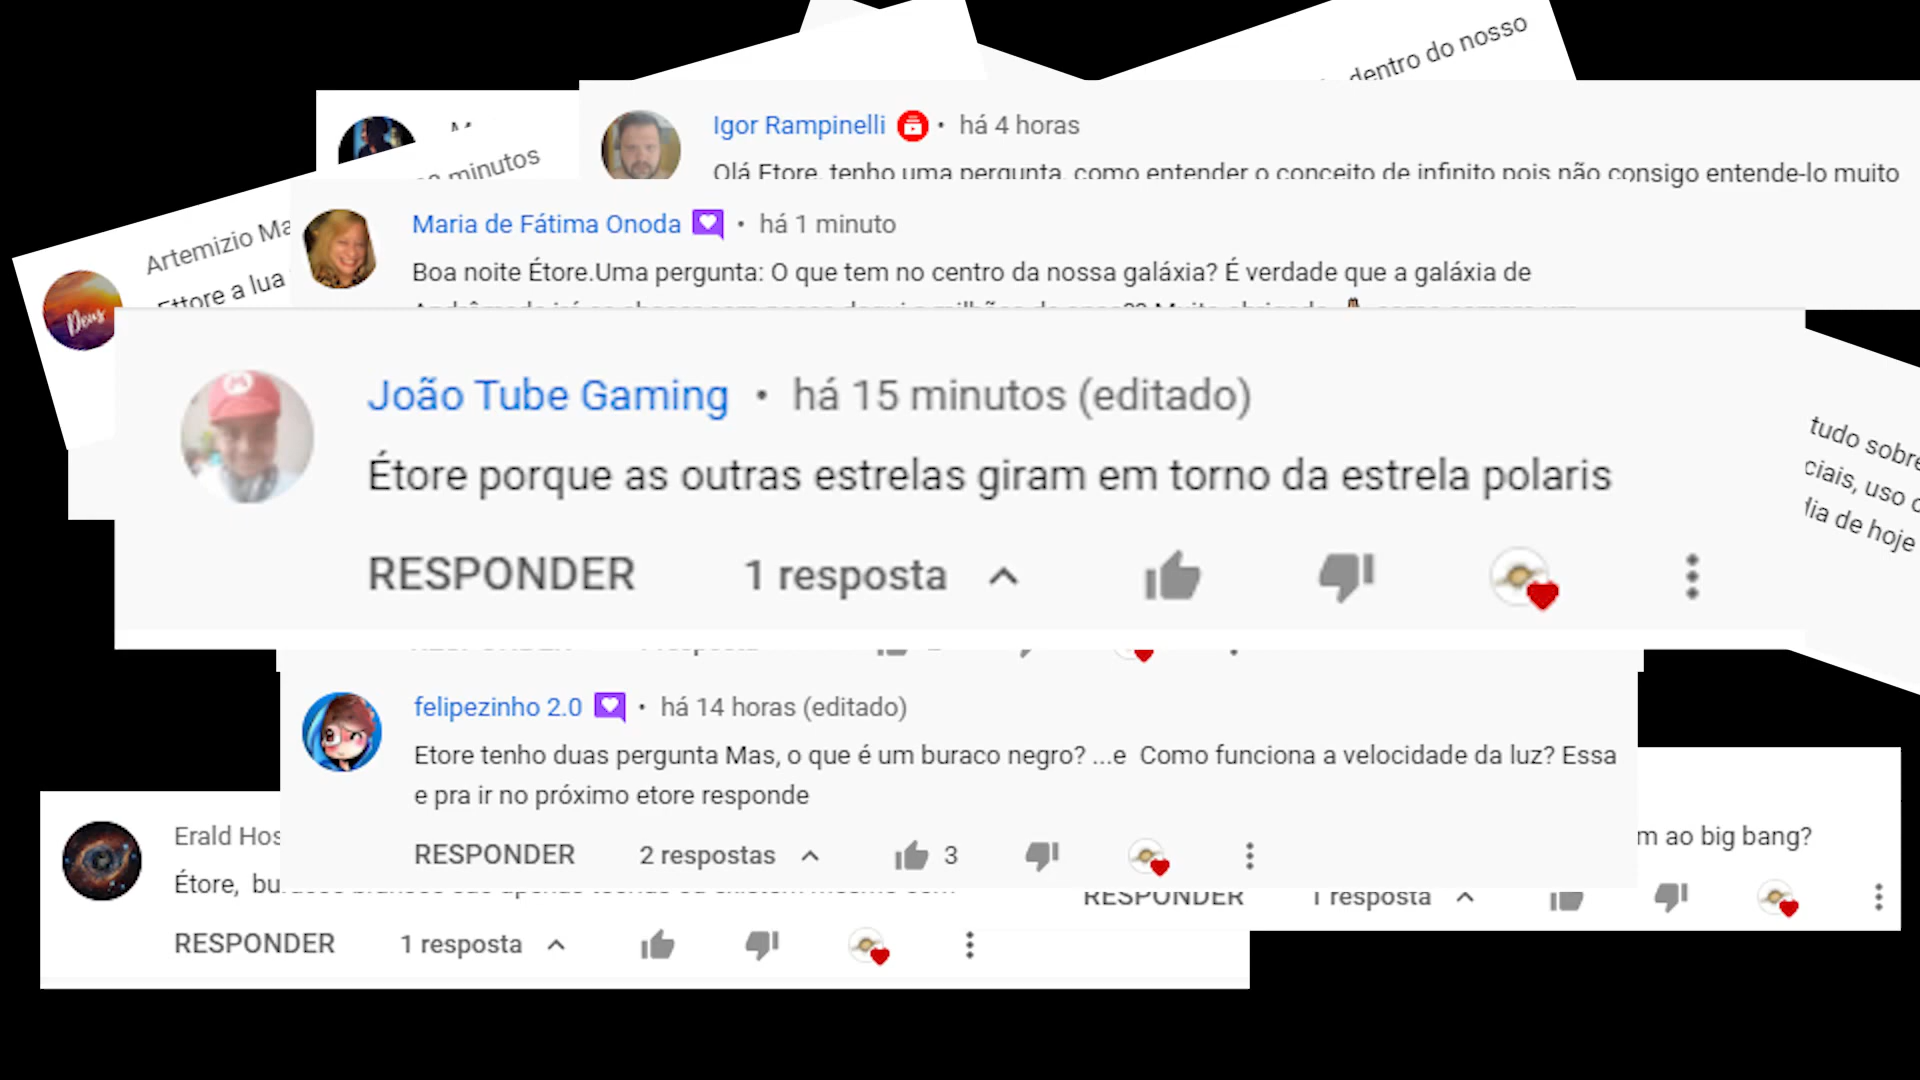 dentro do nosso
Igor Rampinelli • há 4 horas
Olá Etore, tenho uma pergunta, como entender o conceito de infinito pois não consigo entende-lo muito
minutos
Artemizio
Ettore a lua
Maria de Fátima Onoda • há 1 minuto
Boa noite Étore.Uma pergunta: O que tem no centro da nossa galáxia? É verdade que a galáxia de
João Tube Gaming • há 15 minutos (editado)
Étore porque as outras estrelas giram em torno da estrela polaris
RESPONDER 1 resposta
tudo sobre
ciais, uso
dia de hoje
felipezinho 2.0 • há 14 horas (editado)
Etore tenho duas pergunta Mas, o que é um buraco negro? ...e Como funciona a velocidade da luz? Essa
e pra ir no próximo etore responde
RESPONDER 2 respostas 3
Erald
Étore,
RESPONDER 1 resposta
m ao big bang?
RESPONDER 1 resposta
Deus